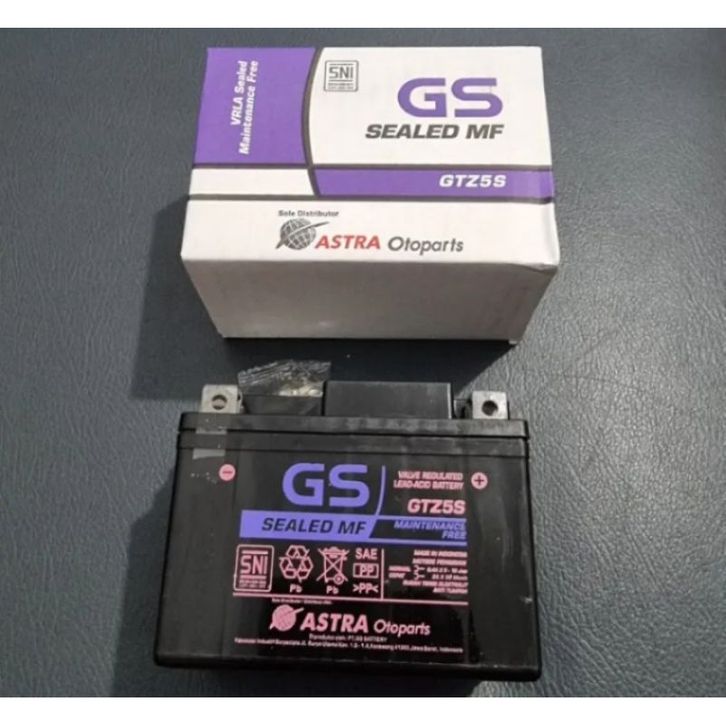 VRLA Sealed
Maintenance Free
SNI
GS
SEALED MF
GTZ5S
Sole Distributor
ASTRA Otoparts
GS
SEALED MF
VALVE REGULATED
LEAD-ACID BATTERY
GTZ5S
MAINTENANCE
FREE
SNI
Pb
Pb
SAE
PP
>PP<
MADE IN INDONESIA
ASTRA Otoparts